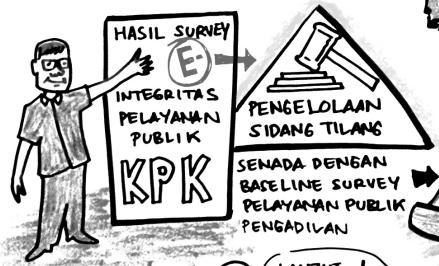 HASIL SURVEY
E-
INTEGRITAS
PELAYANAN
PUBLIK
KPK
PENGELOLAAN
SIDANG TILANG
SENADA DENGAN
BASELINE SURVEY
PELAYANAN PUBLIK
PENGADILAN